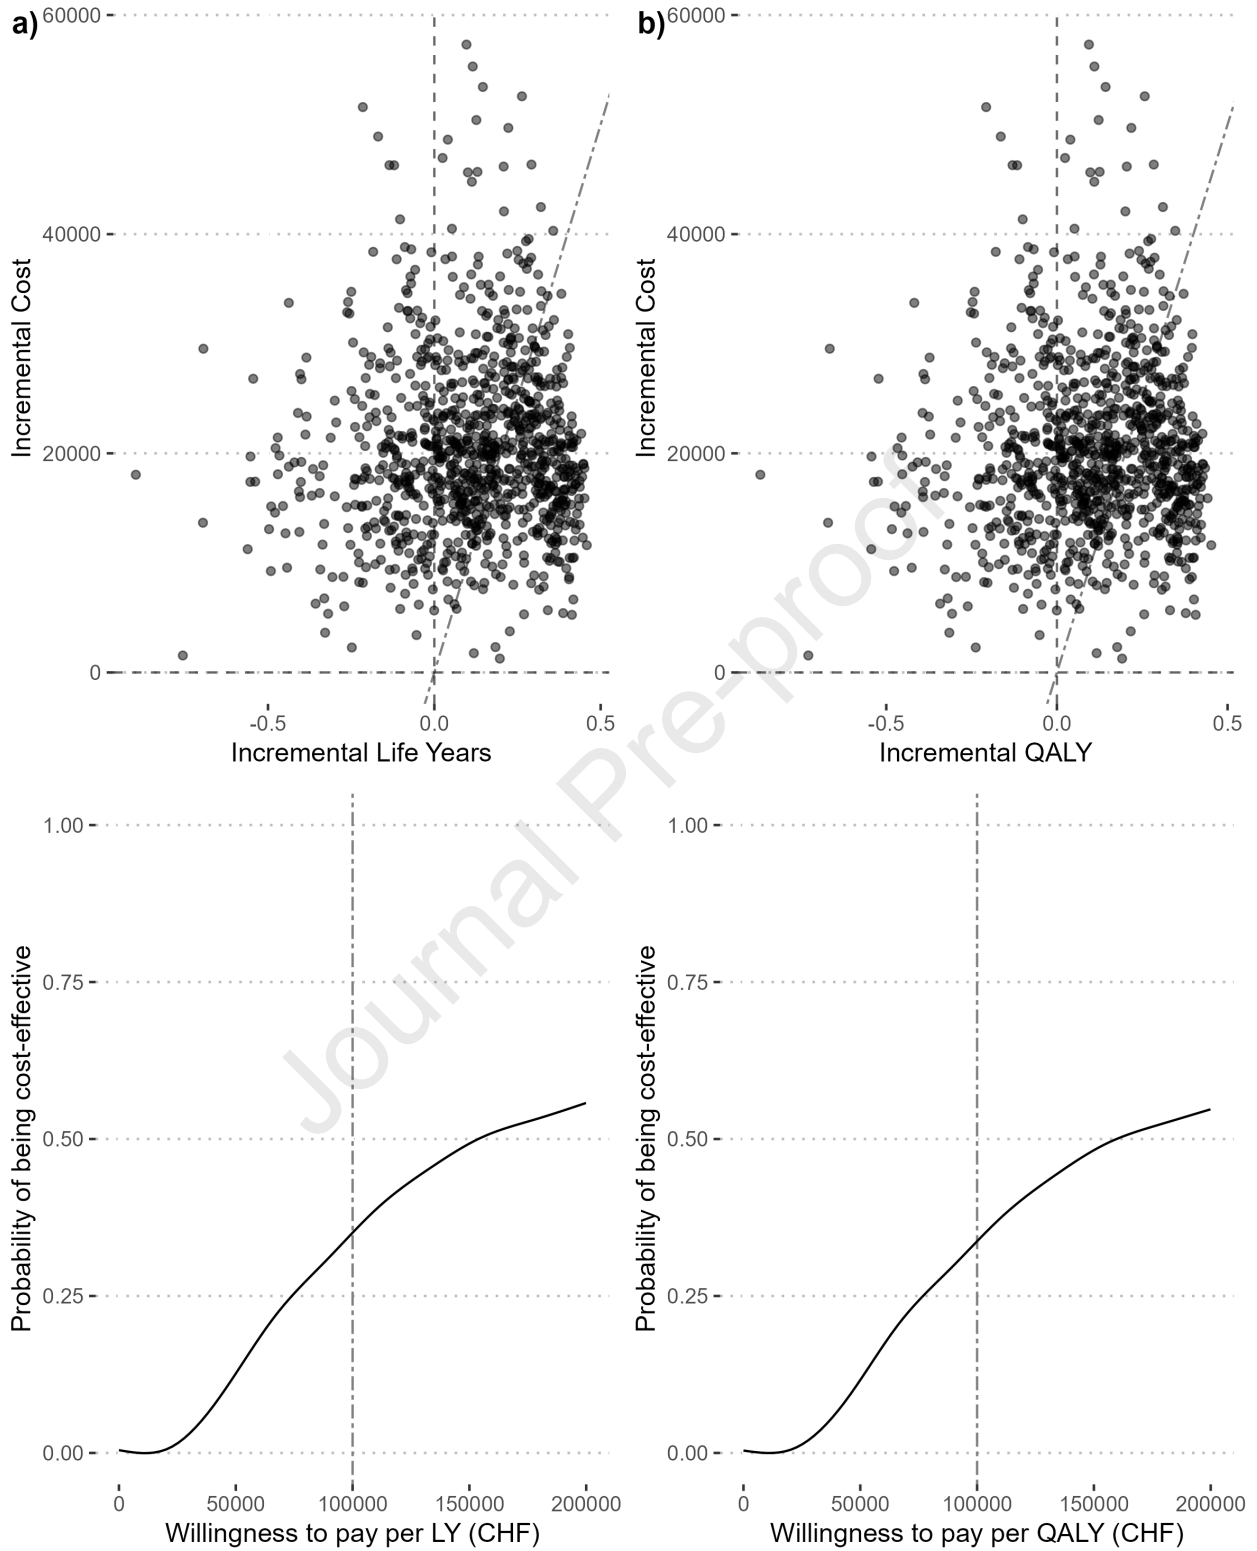 a)
60000
40000
20000
0
Incremental Cost
-0.5 0.0 0.5
Incremental Life Years
b)
60000
40000
20000
0
Incremental Cost
-0.5 0.0 0.5
Incremental QALY
1.00
0.75
0.50
0.25
0.00
Probability of being cost-effective
0 50000 100000 150000 200000
Willingness to pay per LY (CHF)
1.00
0.75
0.50
0.25
0.00
Probability of being cost-effective
0 50000 100000 150000 200000
Willingness to pay per QALY (CHF)
Journal Pre-proof